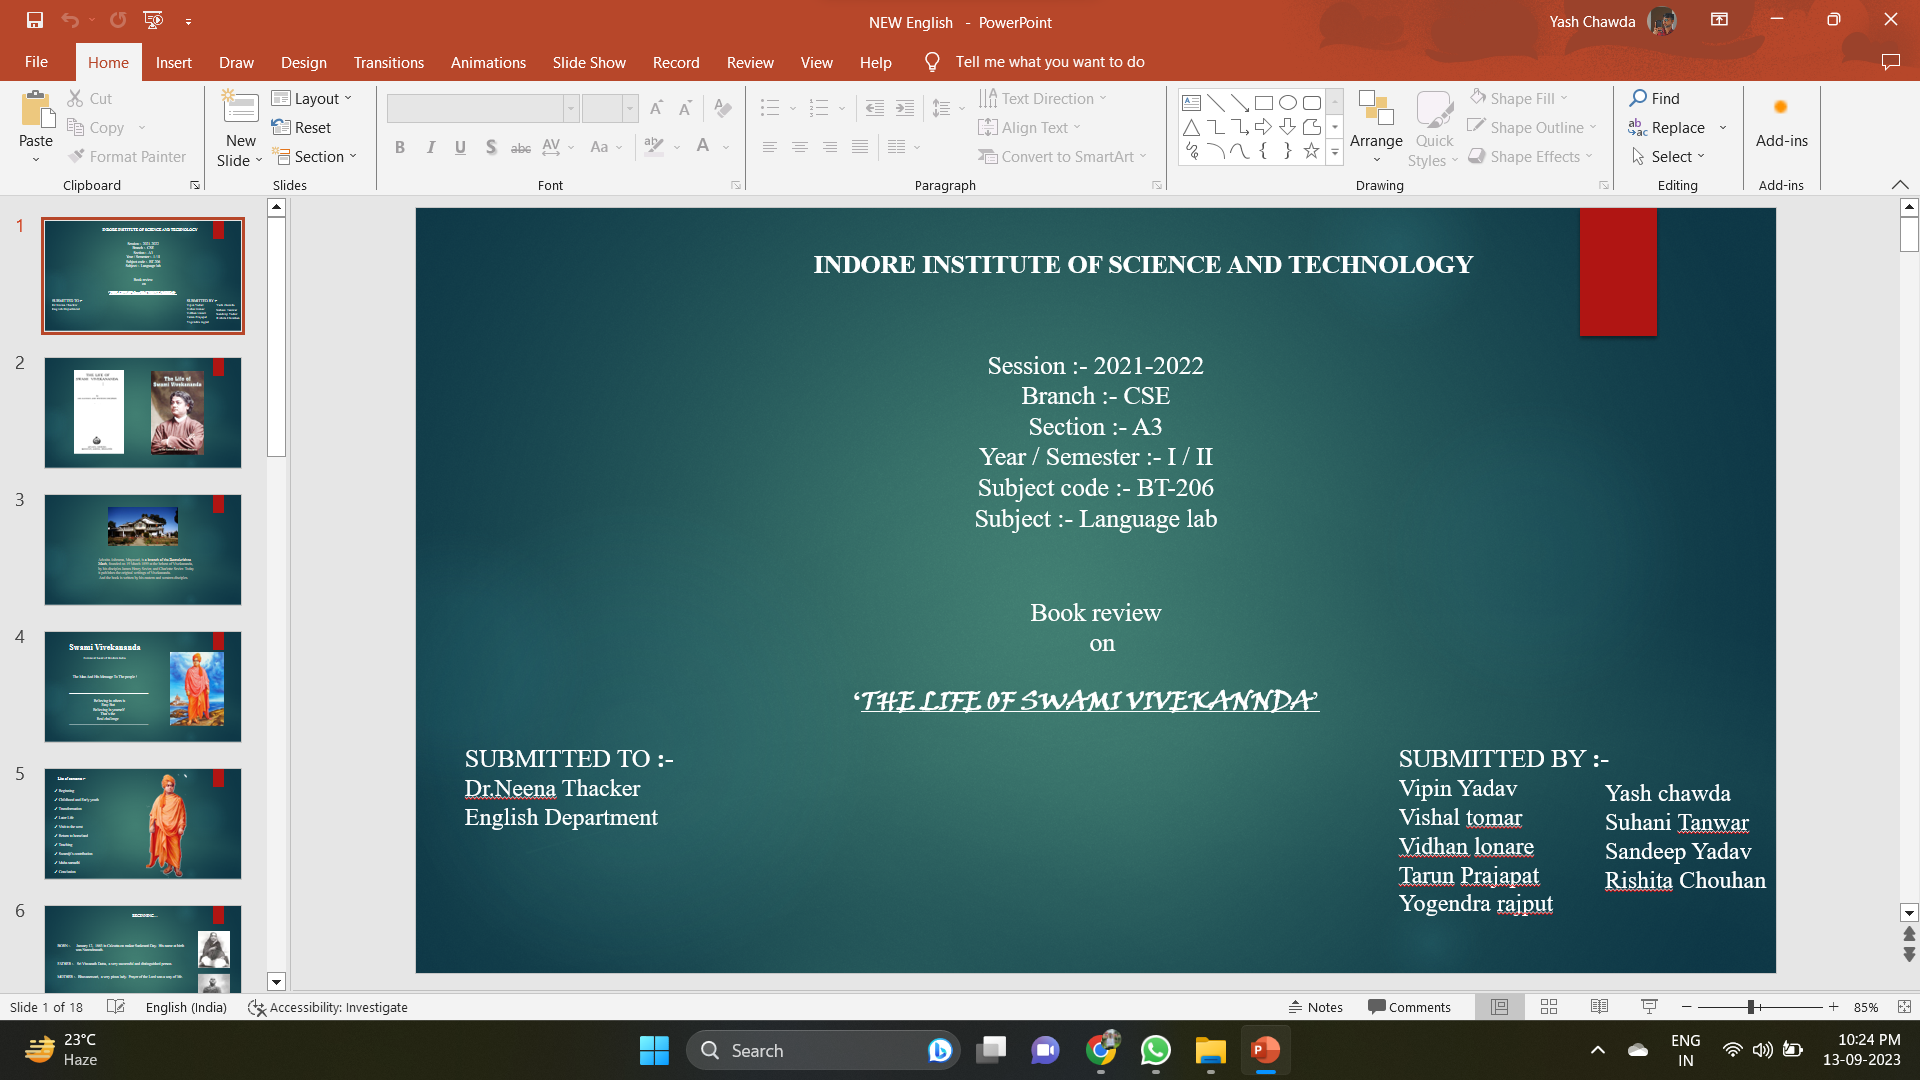 NEW English - PowerPoint
Yash Chawda
File Home Insert Draw Design Transitions Animations Slide Show Record Review View Help Tell me what you want to do
Paste
Cut
Copy
Format Painter
Clipboard
New Slide
Layout
Reset
Section
Slides
B I U S abc AV Aa A
Font
Paragraph
Text Direction
Align Text
Convert to SmartArt
Arrange
Quick Styles
Shape Fill
Shape Outline
Shape Effects
Drawing
Find
Replace
Select
Editing
Add-ins
Add-ins
1
2
3
4
Swami Vivekananda
5
6
INDORE INSTITUTE OF SCIENCE AND TECHNOLOGY
Session :- 2021-2022
Branch :- CSE
Section :- A3
Year / Semester :- I / II
Subject code :- BT-206
Subject :- Language lab
Book review
on
‘THE LIFE OF SWAMI VIVEKANNDA’
SUBMITTED TO :-
Dr.Neena Thacker
English Department
SUBMITTED BY :-
Vipin Yadav
Vishal tomar
Vidhan lonare
Tarun Prajapat
Yogendra rajput
Yash chawda
Suhani Tanwar
Sandeep Yadav
Rishita Chouhan
Slide 1 of 18 English (India) Accessibility: Investigate Notes Comments 85%
23°C
Haze
Search
ENG
IN
10:24 PM
13-09-2023